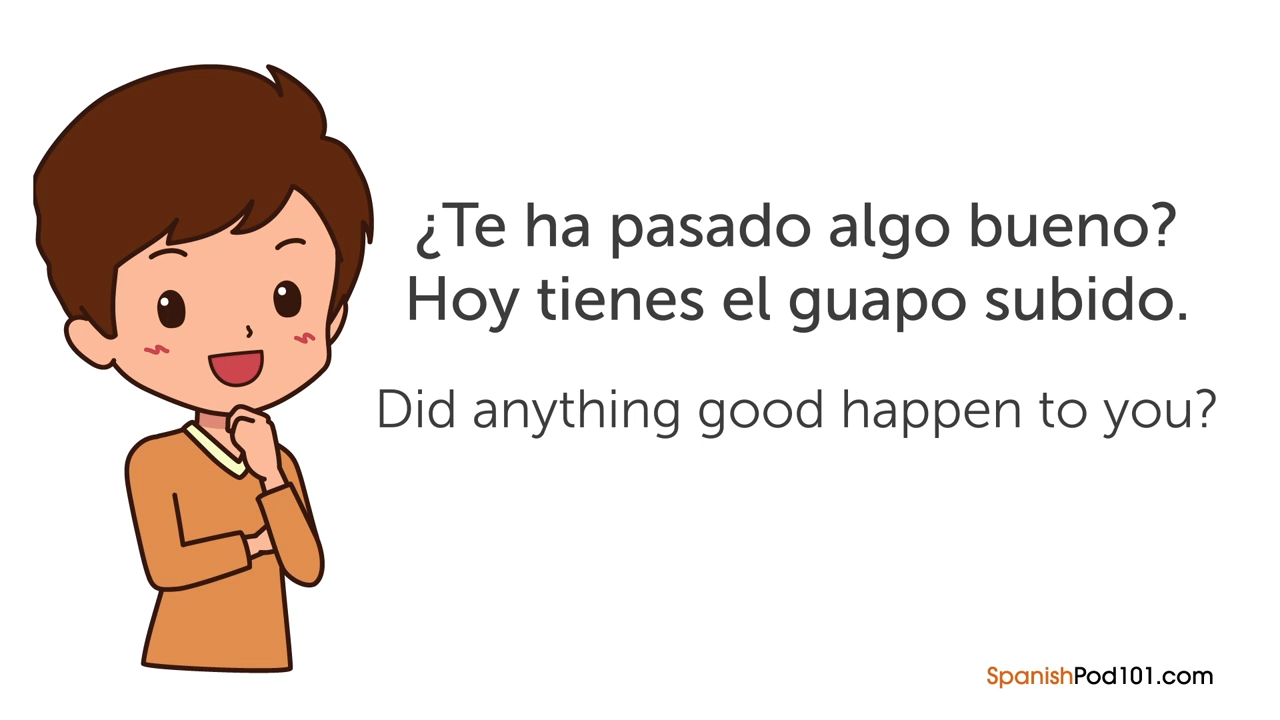 ¿Te ha pasado algo bueno?
Hoy tienes el guapo subido.
Did anything good happen to you?
SpanishPod101.com